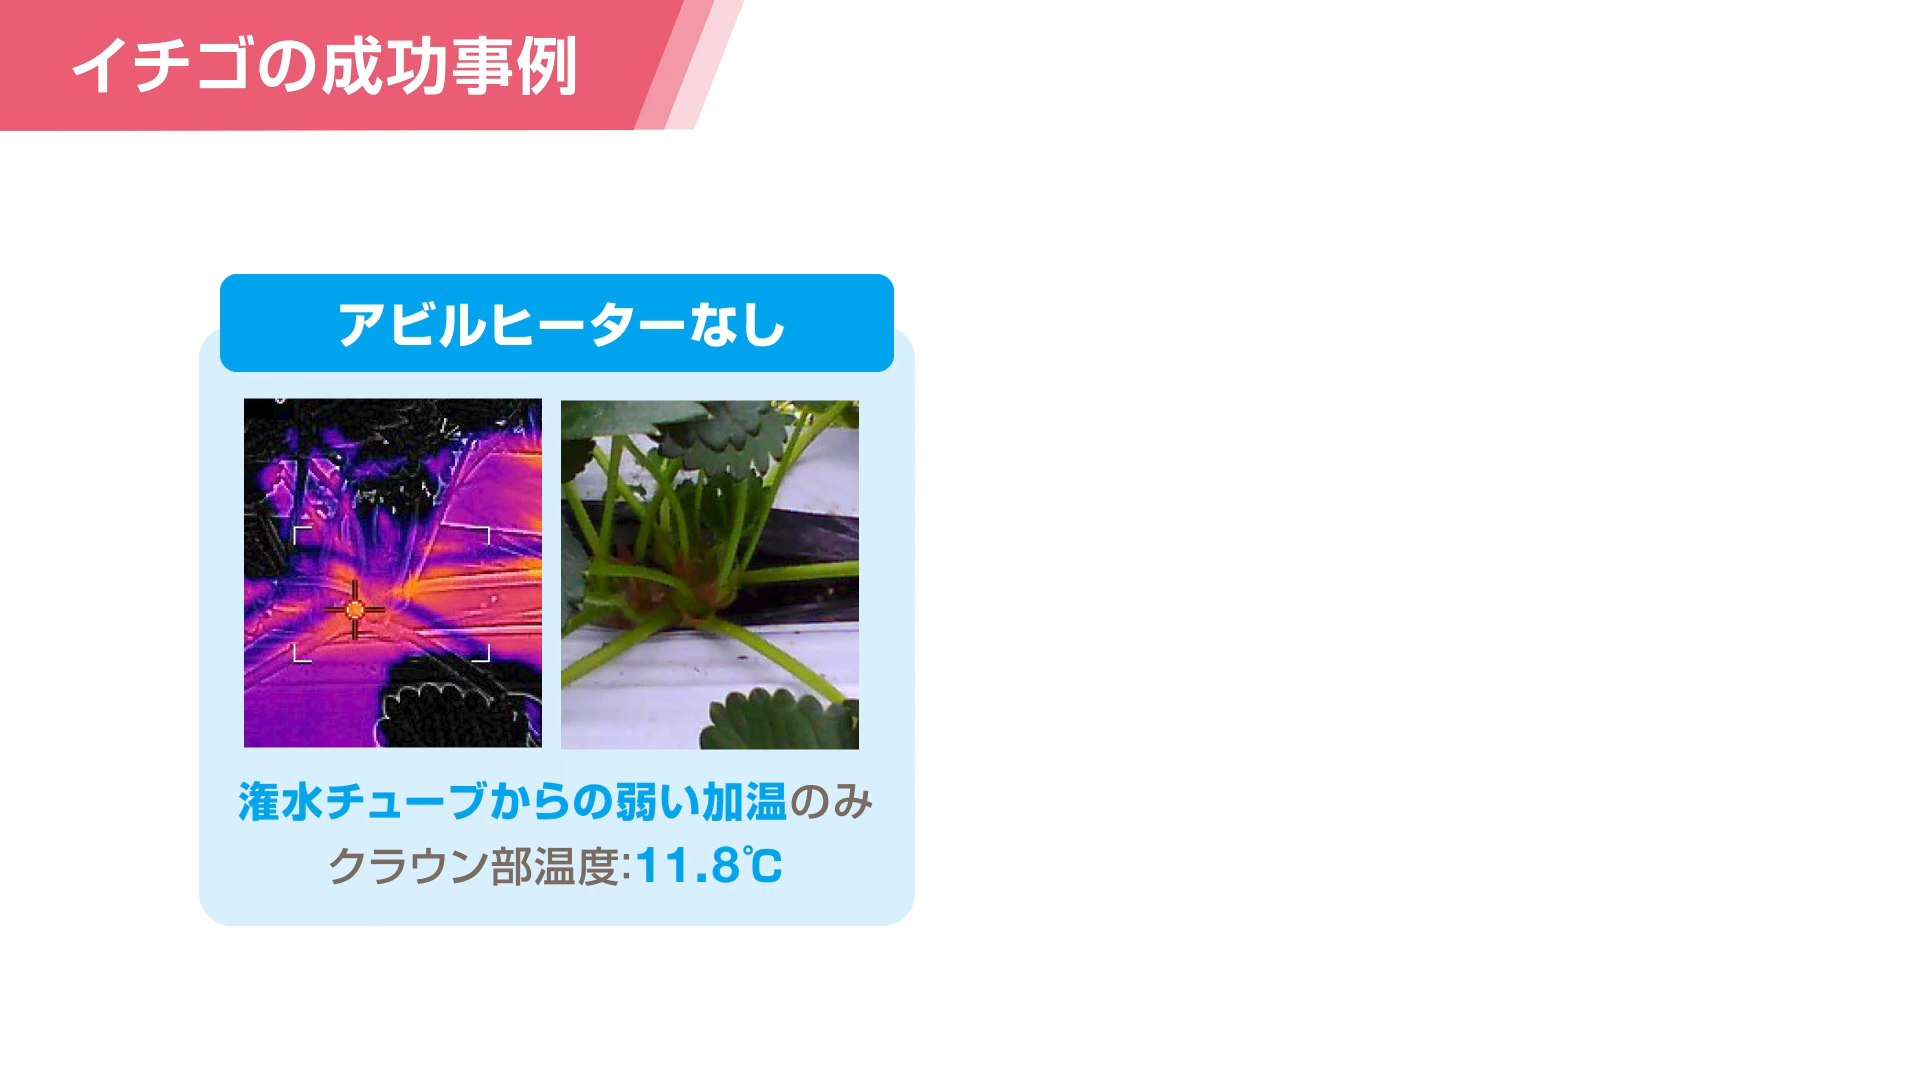 イチゴの成功事例
アビルヒーターなし
潅水チューブからの弱い加温のみ
クラウン部温度:11.8℃